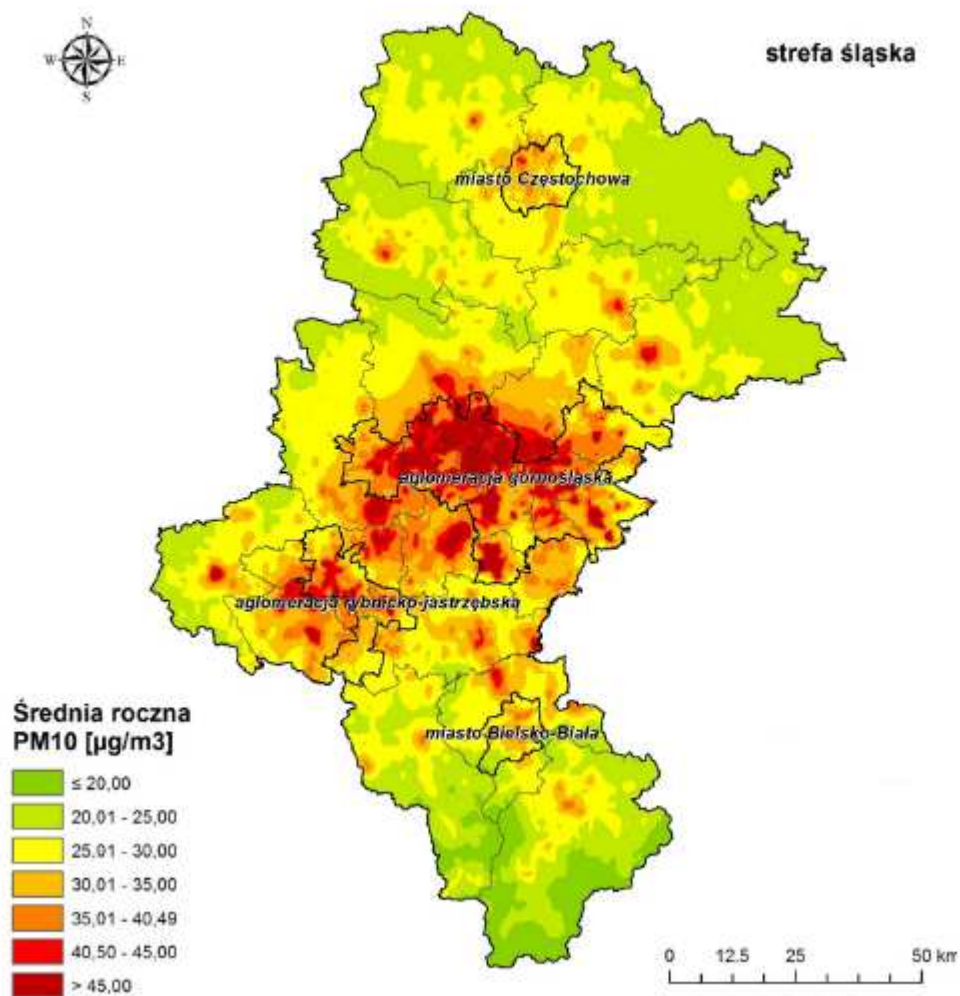 N
W E
S
strefa śląska
miasto Częstochowa
aglomeracja górnośląska
aglomeracja rybnicko-jastrzębska
miasto Bielsko-Biała
Średnia roczna
PM10 [µg/m3]
≤ 20,00
20,01 - 25,00
25,01 - 30,00
30,01 - 35,00
35,01 - 40,49
40,50 - 45,00
> 45,00
0 12.5 25 50 km